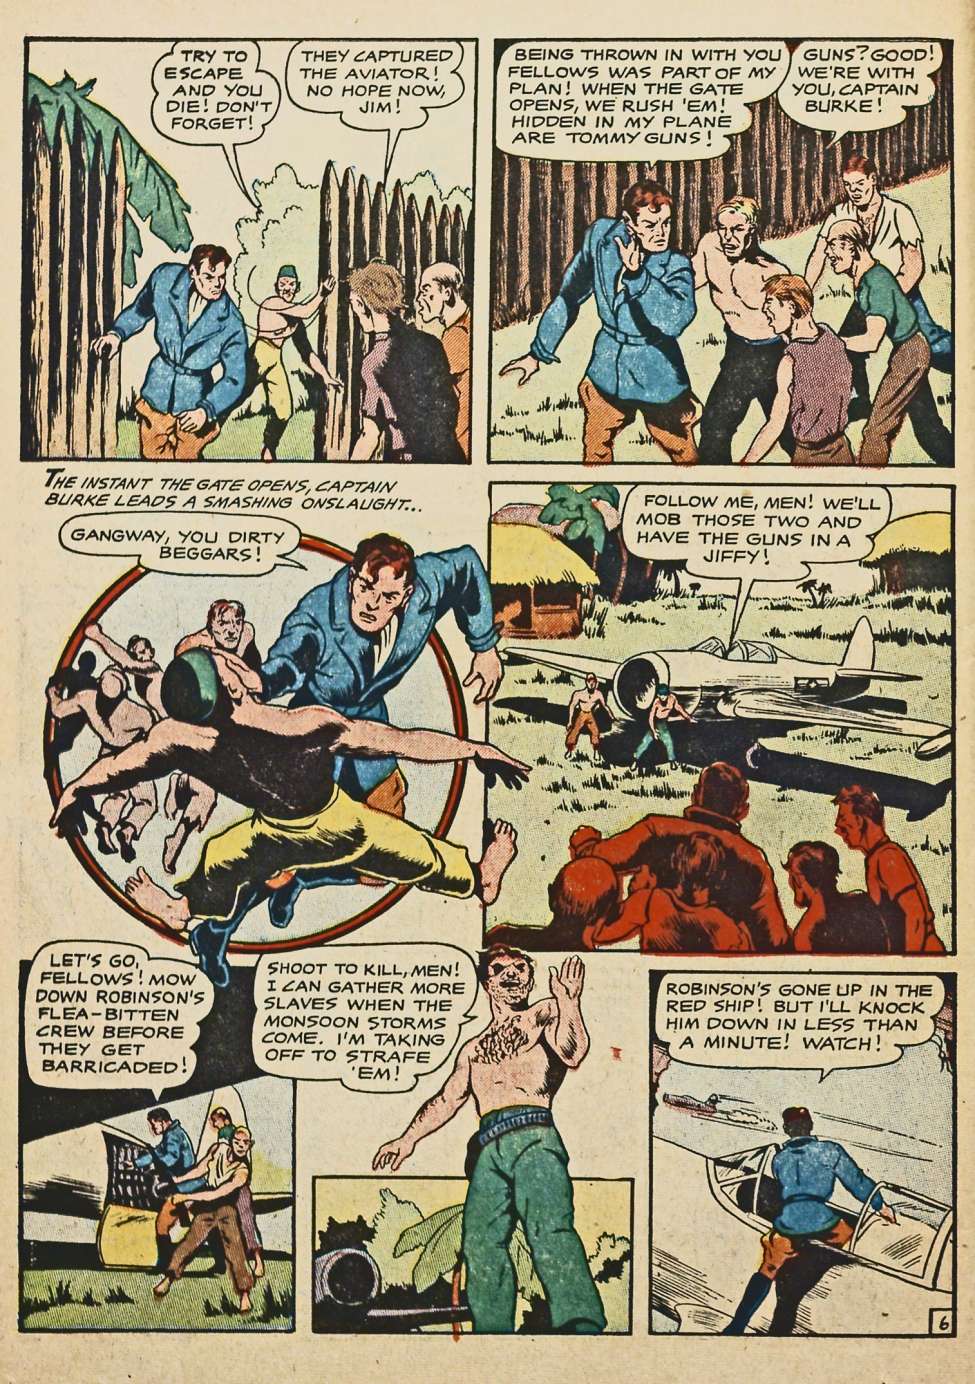 TRY TO
ESCAPE
AND YOU
DIE! DON'T
FORGET!
THEY CAPTURED
THE AVIATOR!
NO HOPE NOW,
JIM!
BEING THROWN IN WITH YOU
FELLOWS WAS PART OF MY
PLAN! WHEN THE GATE
OPENS, WE RUSH 'EM!
HIDDEN IN MY PLANE
ARE TOMMY GUNS!
GUNS? GOOD!
WE'RE WITH
YOU, CAPTAIN
BURKE!
THE INSTANT THE GATE OPENS, CAPTAIN
BURKE LEADS A SMASHING ONSLAUGHT...
GANGWAY, YOU DIRTY
BEGGARS!
FOLLOW ME, MEN! WE'LL
MOB THOSE TWO AND
HAVE THE GUNS IN A
JIFFY!
LET'S GO,
FELLOWS! MOW
DOWN ROBINSON'S
FLEA-BITTEN
CREW BEFORE
THEY GET
BARRICADED!
SHOOT TO KILL, MEN!
I CAN GATHER MORE
SLAVES WHEN THE
MONSOON STORMS
COME. I'M TAKING
OFF TO STRAFE
'EM!
ROBINSON'S GONE UP IN THE
RED SHIP! BUT I'LL KNOCK
HIM DOWN IN LESS THAN
A MINUTE! WATCH!
6